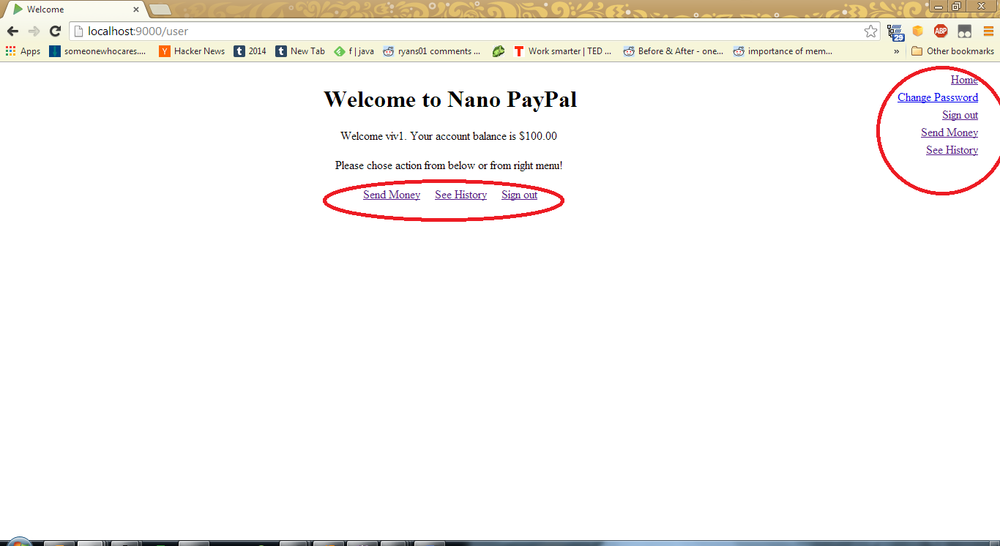 Welcome
localhost:9000/user
29
ABP
Apps someonewhocares.... Y Hacker News t 2014 t New Tab f | java ryans01 comments ... T Work smarter | TED ... Before & After - one... importance of mem... » Other bookmarks
Home
Change Password
Sign out
Send Money
See History
Welcome to Nano PayPal
Welcome viv1. Your account balance is $100.00
Please chose action from below or from right menu!
Send Money See History Sign out